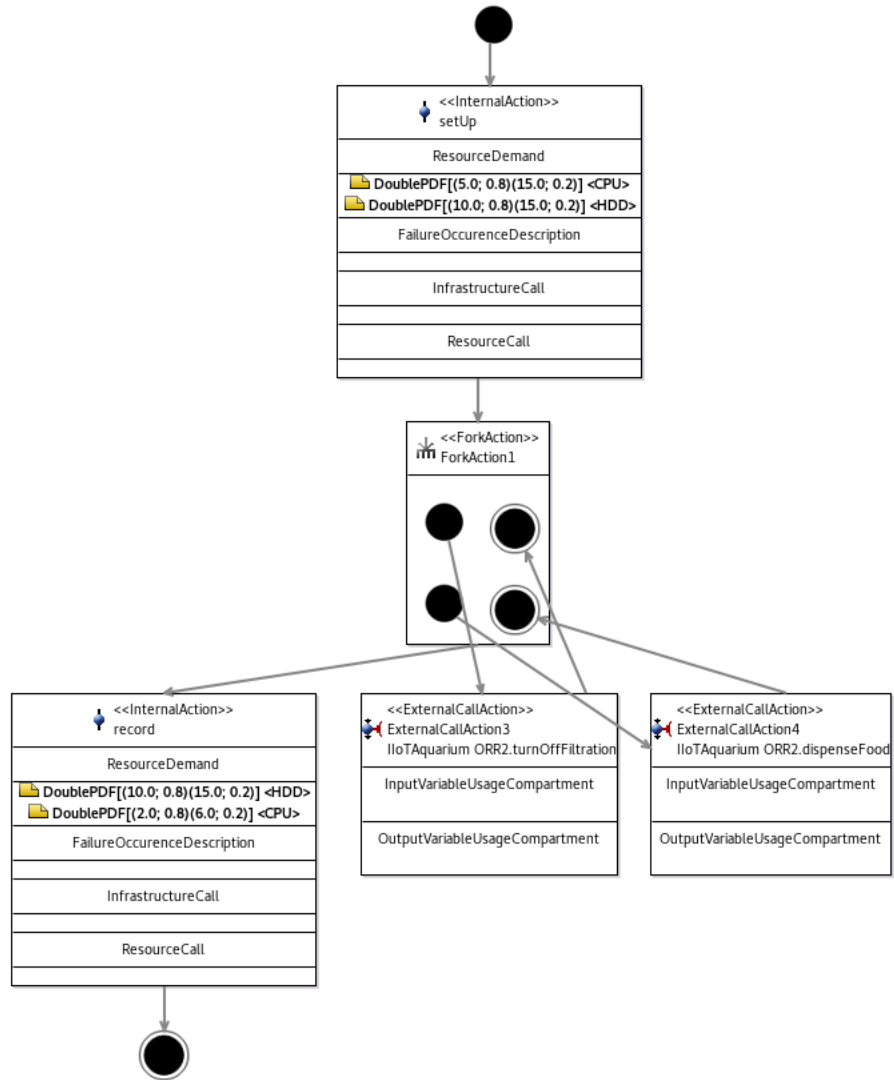 <<InternalAction>>
setUp
ResourceDemand
DoublePDF[(5.0; 0.8)(15.0; 0.2)] <CPU>
DoublePDF[(10.0; 0.8)(15.0; 0.2)] <HDD>
FailureOccurenceDescription
InfrastructureCall
ResourceCall
<<ForkAction>>
ForkAction1
<<InternalAction>>
record
ResourceDemand
DoublePDF[(10.0; 0.8)(15.0; 0.2)] <HDD>
DoublePDF[(2.0; 0.8)(6.0; 0.2)] <CPU>
FailureOccurenceDescription
InfrastructureCall
ResourceCall
<<ExternalCallAction>>
ExternalCallAction3
IIoTAquarium ORR2.turnOffFiltration
InputVariableUsageCompartment
OutputVariableUsageCompartment
<<ExternalCallAction>>
ExternalCallAction4
IIoTAquarium ORR2.dispenseFood
InputVariableUsageCompartment
OutputVariableUsageCompartment